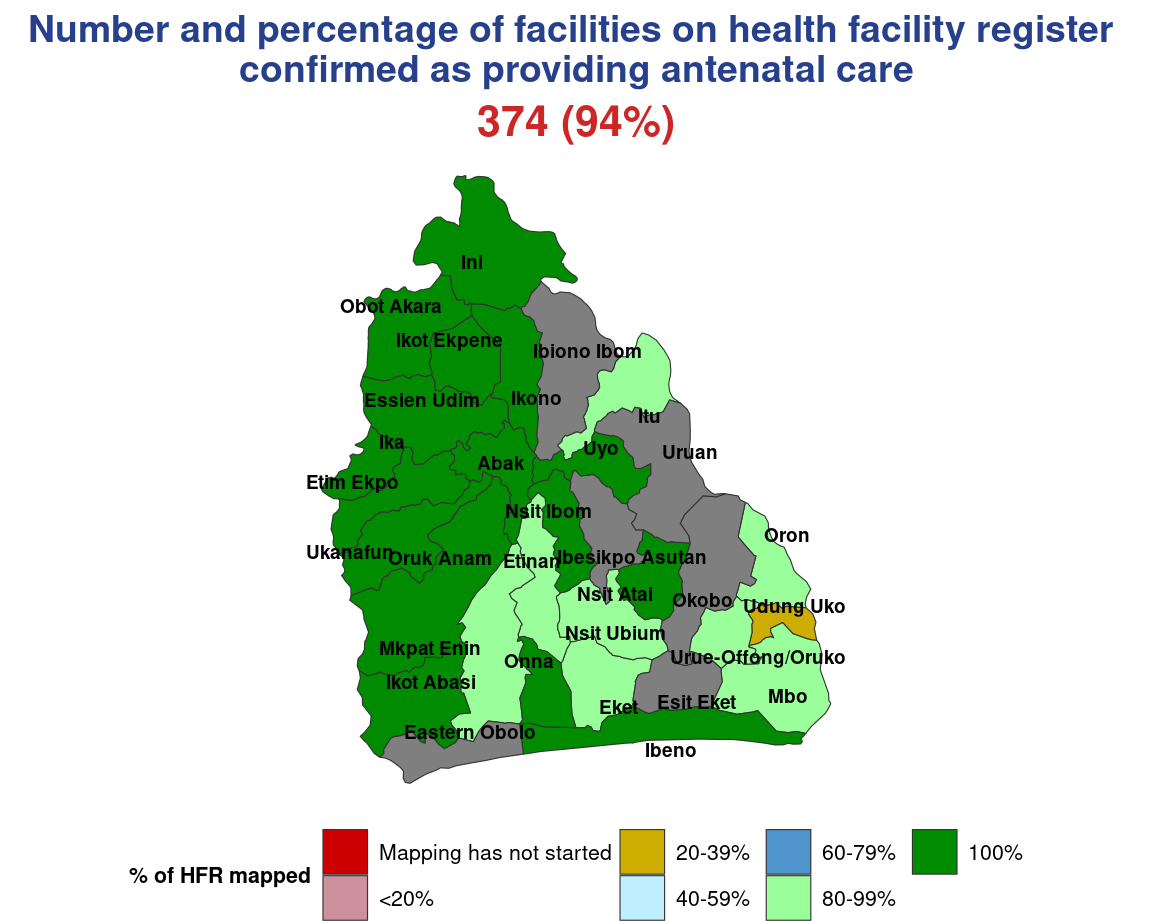 Number and percentage of facilities on health facility register
confirmed as providing antenatal care
374 (94%)
Ini
Obot Akara
Ikot Ekpene
Ibiono Ibom
Essien Udim
Ikono
Itu
Ika
Uyo
Uruan
Abak
Etim Ekpo
Nsit Ibom
Oron
Ukanafun
Oruk Anam
Etinan
Ibesikpo Asutan
Nsit Atai
Okobo
Udung Uko
Nsit Ubium
Mkpat Enin
Onna
Urue-Offong/Oruko
Ikot Abasi
Eket
Esit Eket
Mbo
Eastern Obolo
Ibeno
% of HFR mapped
Mapping has not started
<20%
20-39%
40-59%
60-79%
80-99%
100%